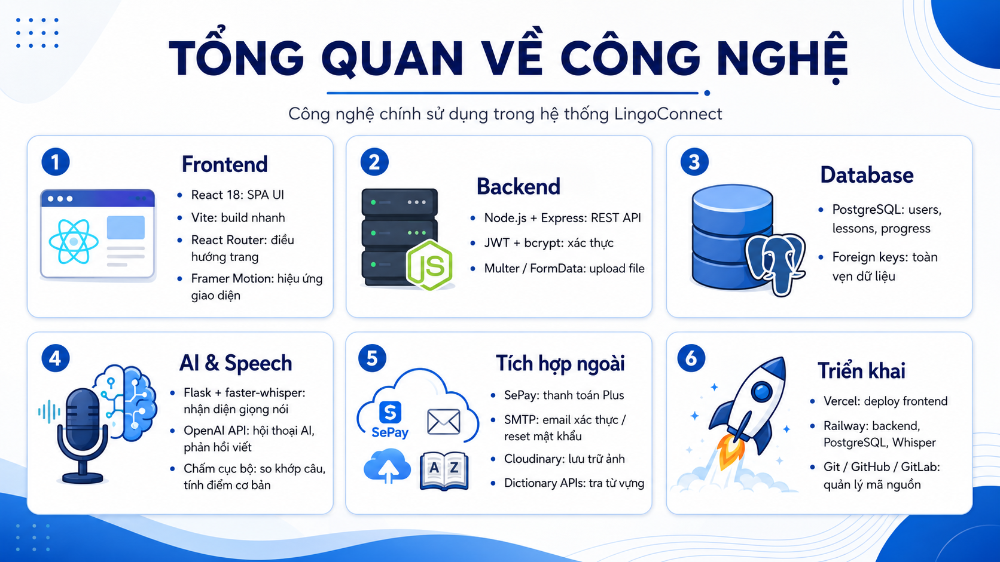 TỔNG QUAN VỀ CÔNG NGHỆ
Công nghệ chính sử dụng trong hệ thống LingoConnect
1
Frontend
• React 18: SPA UI
• Vite: build nhanh
• React Router: điều
hướng trang
• Framer Motion: hiệu ứng
giao diện
2
Backend
JS
• Node.js + Express: REST API
• JWT + bcrypt: xác thực
• Multer / FormData: upload file
3
Database
• PostgreSQL: users,
lessons, progress
• Foreign keys: toàn
vẹn dữ liệu
4
AI & Speech
• Flask + faster-whisper:
nhận diện giọng nói
• OpenAI API: hội thoại AI,
phản hồi viết
• Chấm cục bộ: so khớp câu,
tính điểm cơ bản
5
Tích hợp ngoài
S
SePay
A Z
• SePay: thanh toán Plus
• SMTP: email xác thực /
reset mật khẩu
• Cloudinary: lưu trữ ảnh
• Dictionary APIs: tra từ vựng
6
Triển khai
• Vercel: deploy frontend
• Railway: backend,
PostgreSQL, Whisper
• Git / GitHub / GitLab:
quản lý mã nguồn